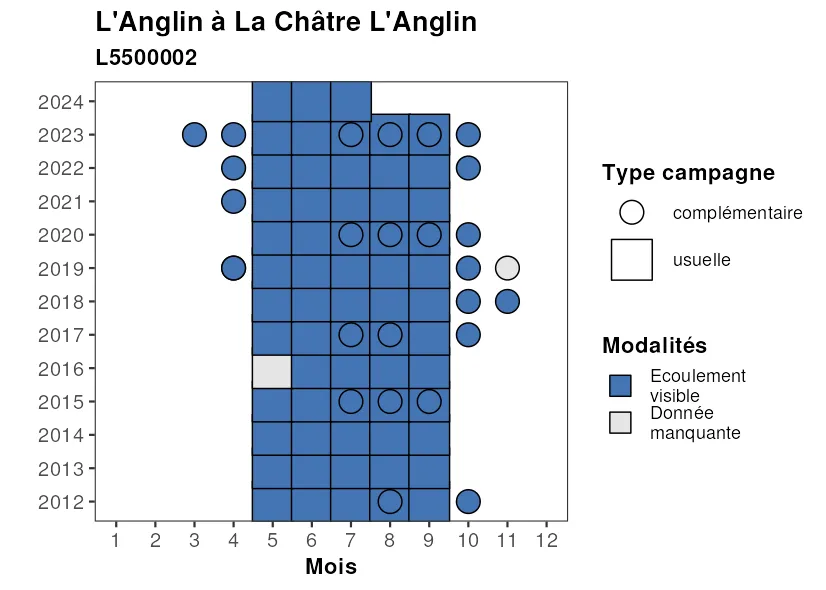 L'Anglin à La Châtre L'Anglin
L5500002
2024
2023
2022
2021
2020
2019
2018
2017
2016
2015
2014
2013
2012
1 2 3 4 5 6 7 8 9 10 11 12
Mois
Type campagne
complémentaire
usuelle
Modalités
Ecoulement
visible
Donnée
manquante